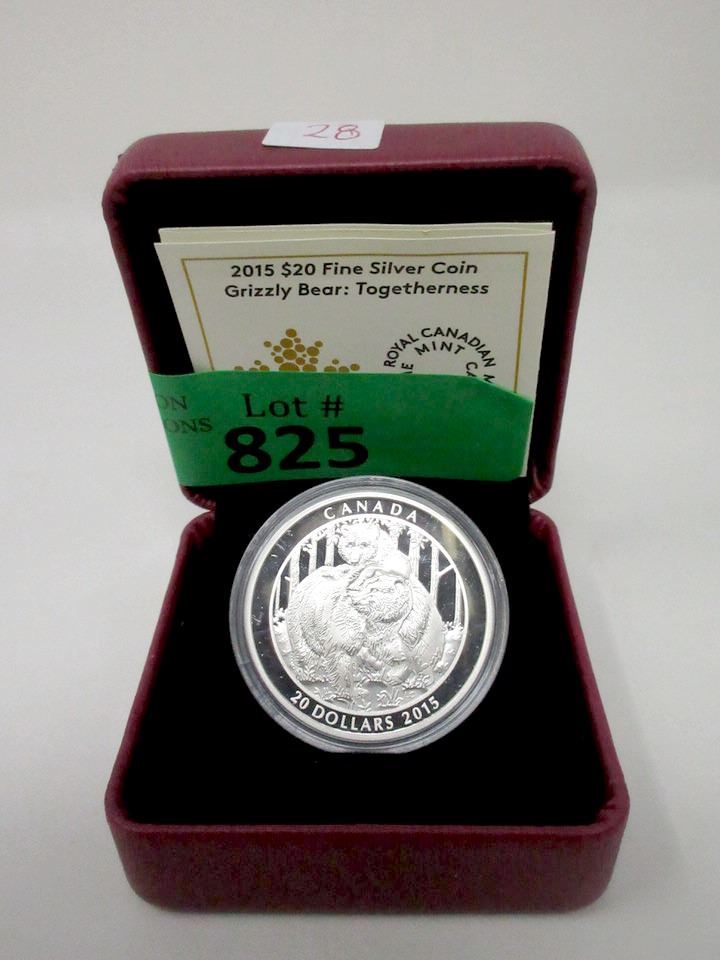 28
2015 $20 Fine Silver Coin
Grizzly Bear: Togetherness
ROYAL CANADIAN
MINT
Lot #
825
CANADA
20 DOLLARS 2015